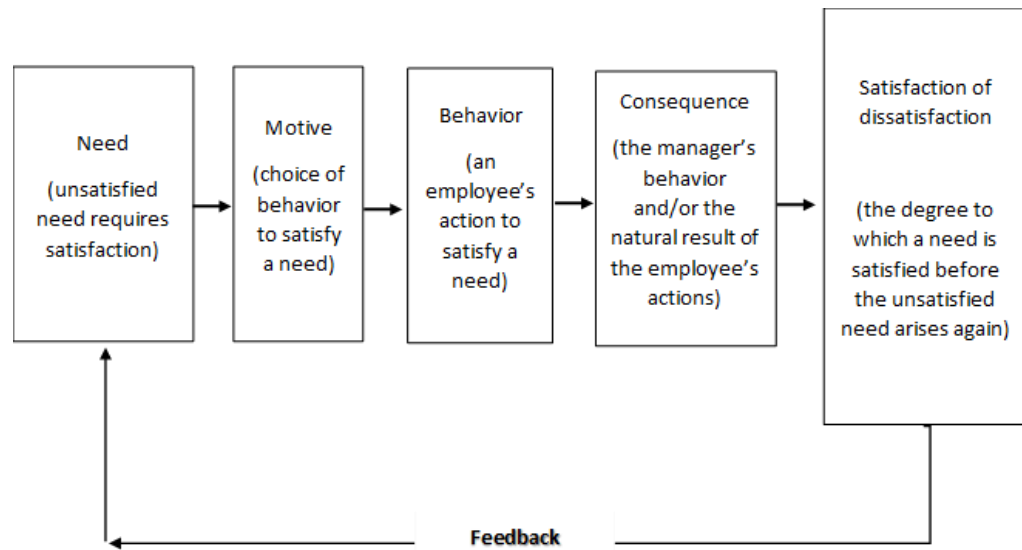 Need
(unsatisfied
need requires
satisfaction)
Motive
(choice of
behavior
to satisfy
a need)
Behavior
(an
employee’s
action to
satisfy a
need)
Consequence
(the manager’s
behavior
and/or the
natural result of
the employee’s
actions)
Satisfaction of
dissatisfaction
(the degree to
which a need is
satisfied before
the unsatisfied
need arises again)
Feedback